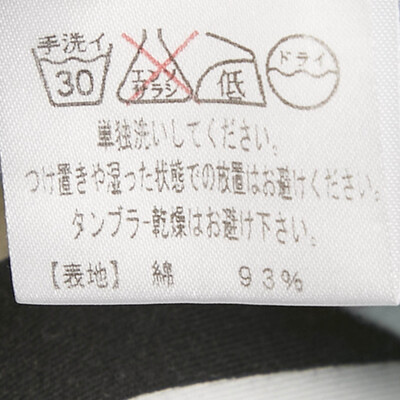 手洗イ
30
エンソ
サラシ
低
ドライ
単独洗いしてください。
つけ置きや湿った状態での放置はお避けください。
タンブラー乾燥はお避け下さい。
【表地】 綿 93%